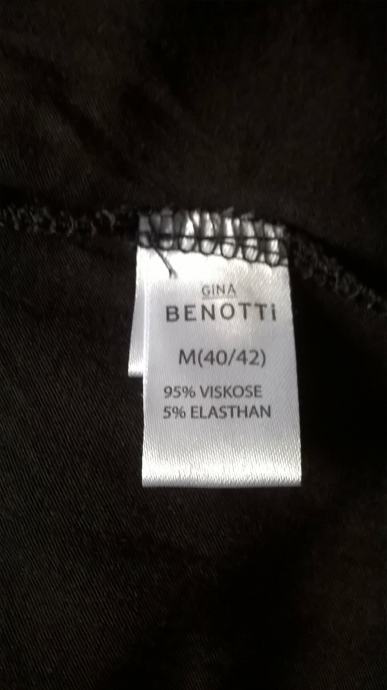 GINA
BENOTTi
M(40/42)
95% VISKOSE
5% ELASTHAN